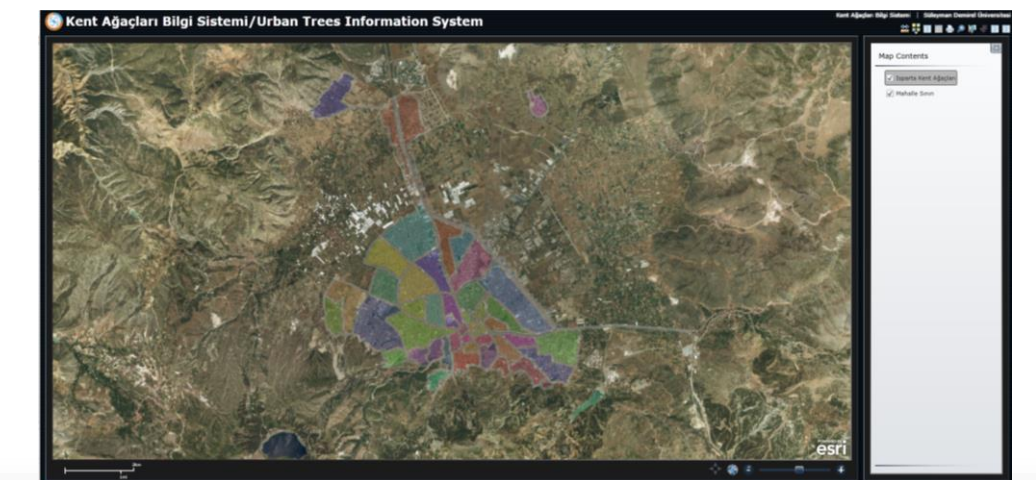 Kent Ağaçları Bilgi Sistemi/Urban Trees Information System
Kent Ağaçları Bilgi Sistemi | Süleyman Demirel Üniversitesi
Map Contents
Isparta Kent Ağaçları
Mahalle Sınırı
esri